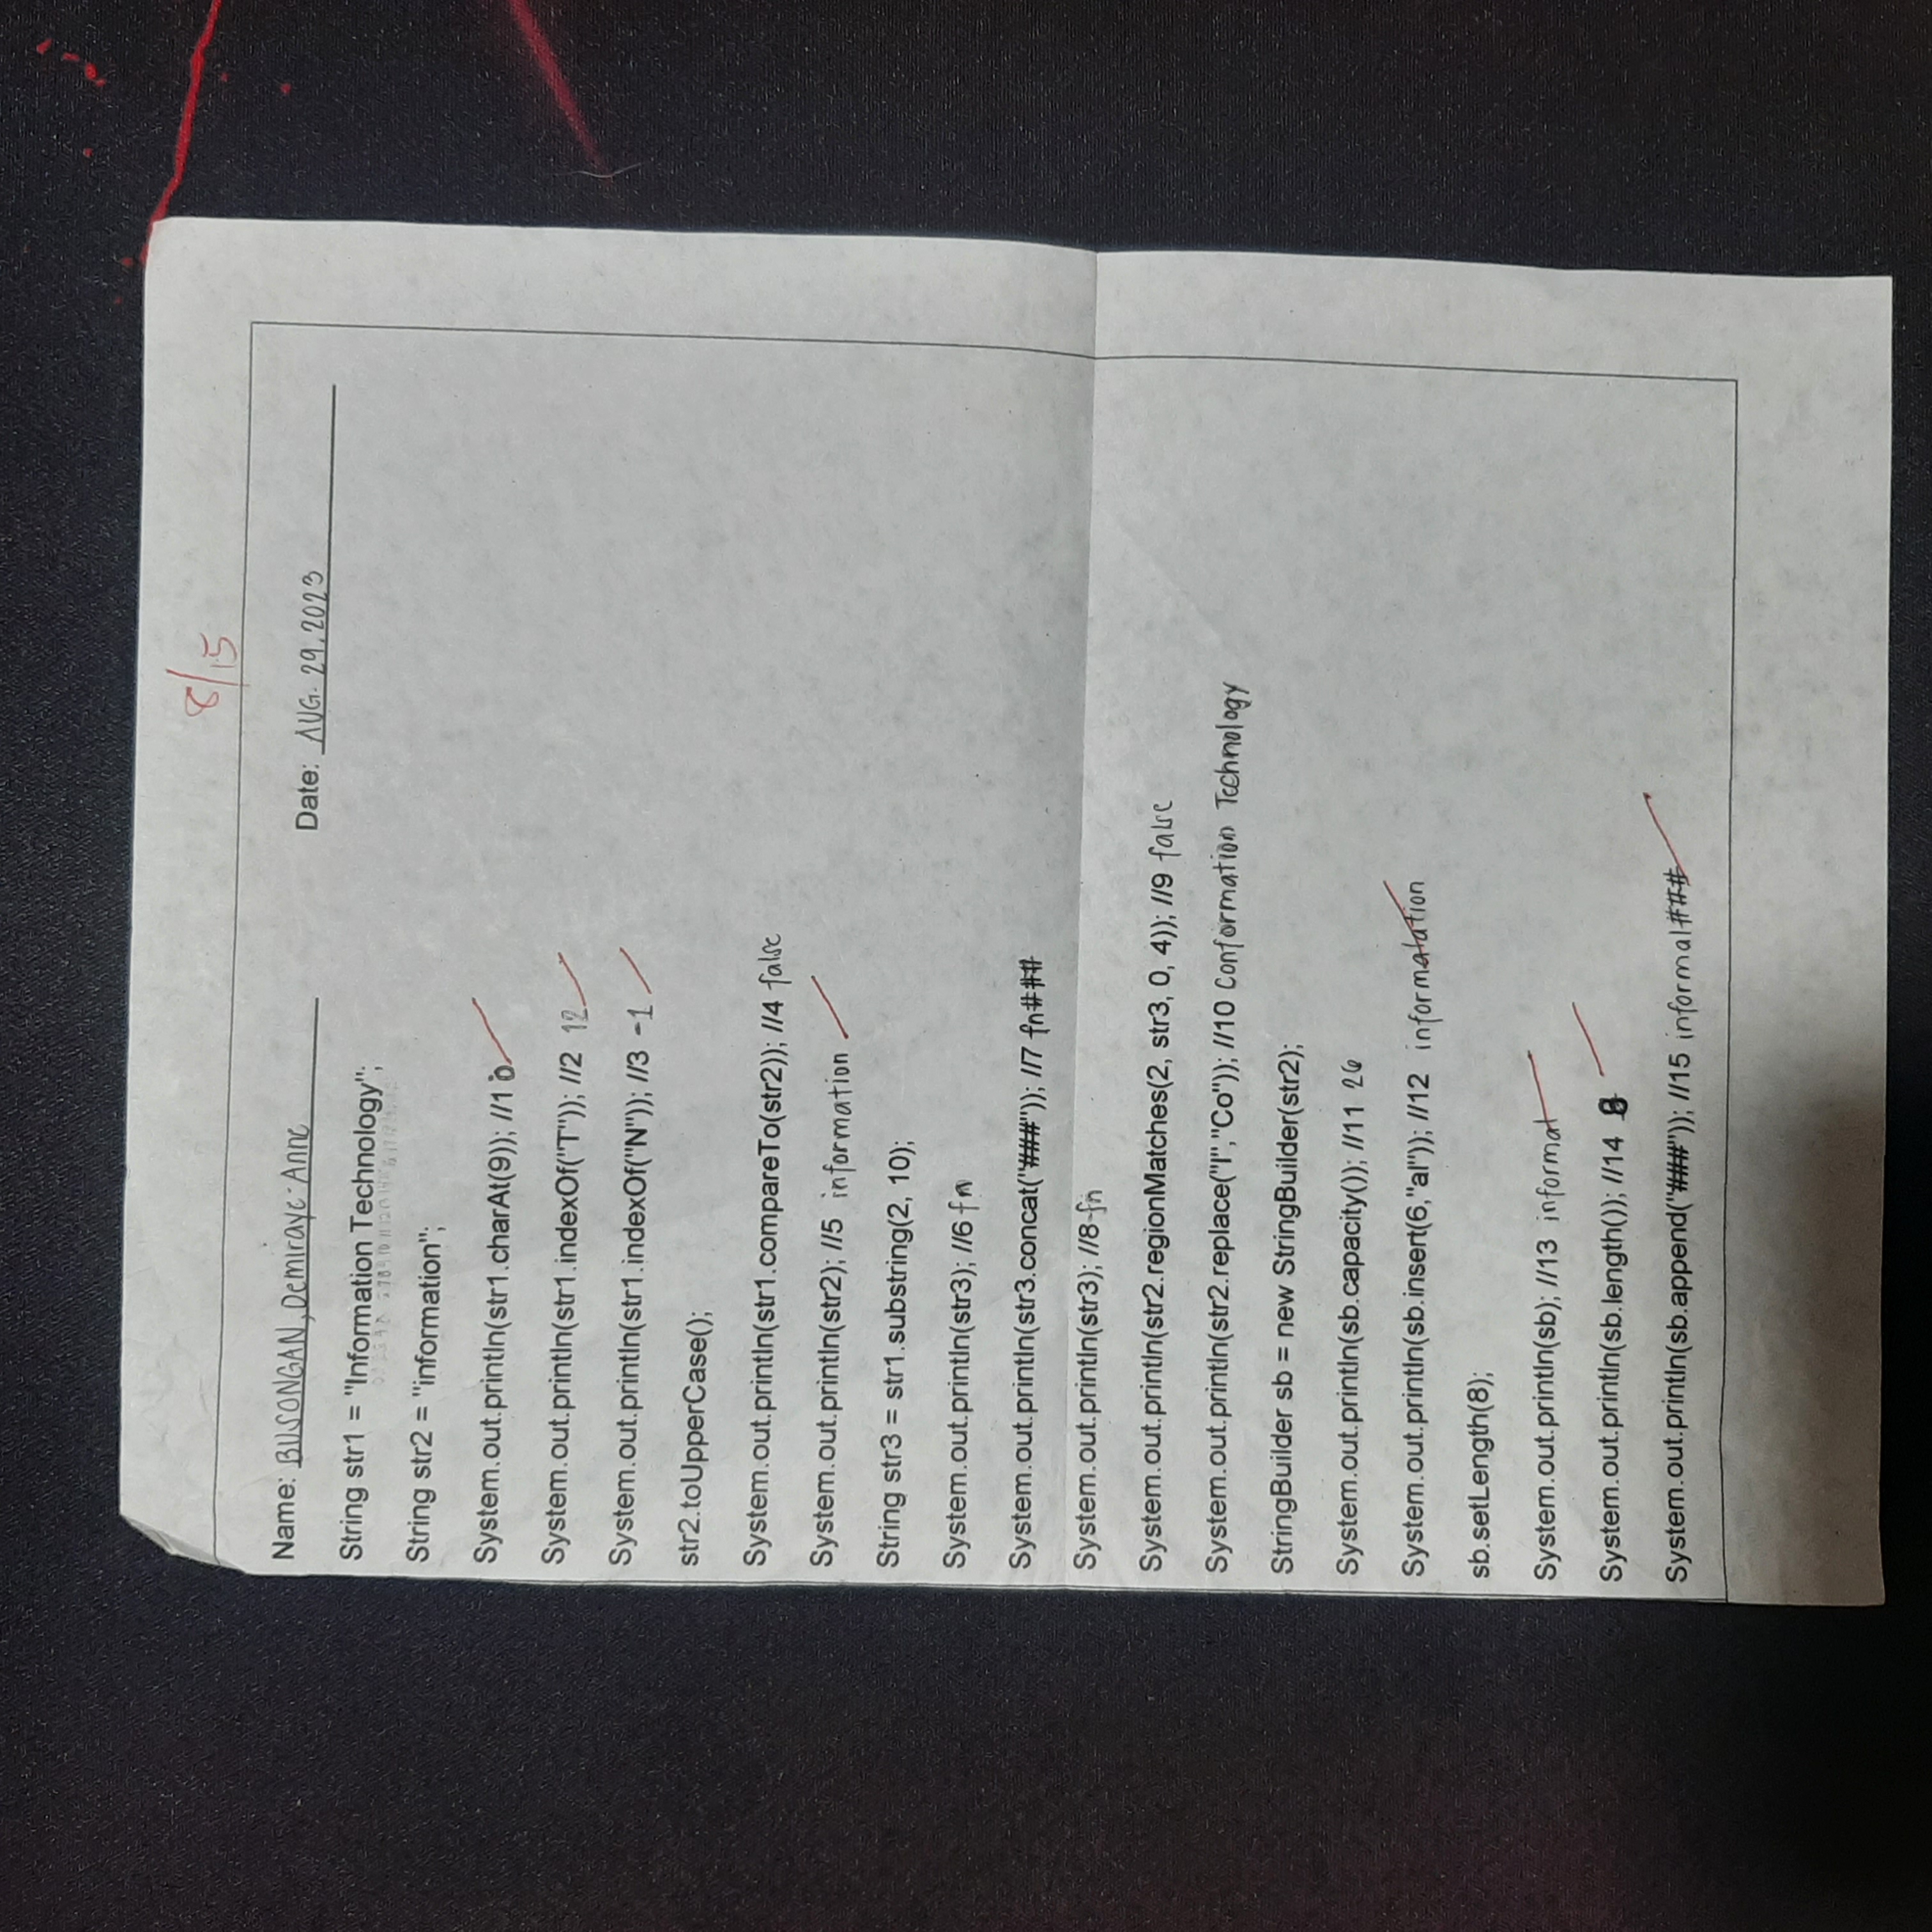 8/15
Name: BUSONGAN, Demiraye-Anne Date: AUG. 29, 2023
String str1 = "Information Technology";
String str2 = "information";
System.out.println(str1.charAt(9)); //1 o
System.out.println(str1.indexOf("T")); //2 12
System.out.println(str1.indexOf("N")); //3 -1
str2.toUpperCase();
System.out.println(str1.compareTo(str2)); //4 false
System.out.println(str2); //5 information
String str3 = str1.substring(2, 10);
System.out.println(str3); //6 fn
System.out.println(str3.concat("###")); //7 fn###
System.out.println(str3); //8 fn
System.out.println(str2.regionMatches(2, str3, 0, 4)); //9 false
System.out.println(str2.replace("I","Co")); //10 Conformation Technology
StringBuilder sb = new StringBuilder(str2);
System.out.println(sb.capacity()); //11 26
System.out.println(sb.insert(6,"al")); //12 informalation
sb.setLength(8);
System.out.println(sb); //13 informal
System.out.println(sb.length()); //14 8
System.out.println(sb.append("###")); //15 informal###